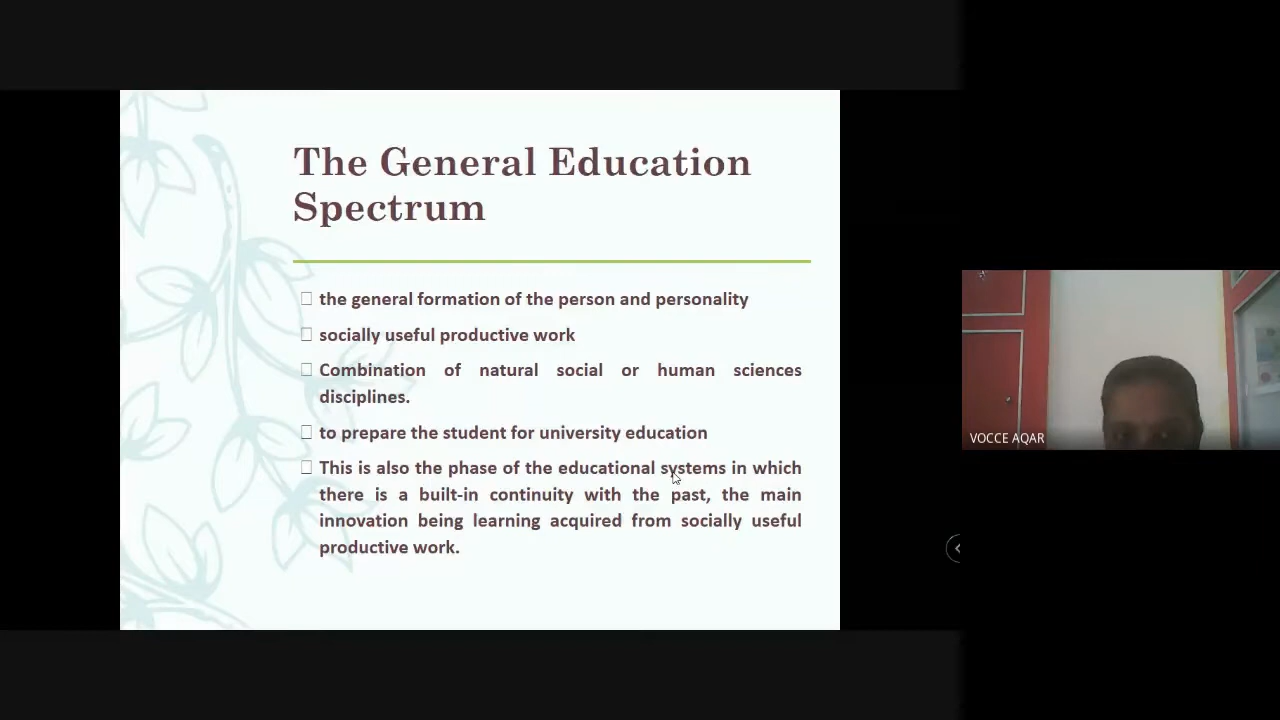 The General Education
Spectrum
the general formation of the person and personality
socially useful productive work
Combination of natural social or human sciences
disciplines.
to prepare the student for university education
This is also the phase of the educational systems in which
there is a built-in continuity with the past, the main
innovation being learning acquired from socially useful
productive work.
VOCCE AQAR